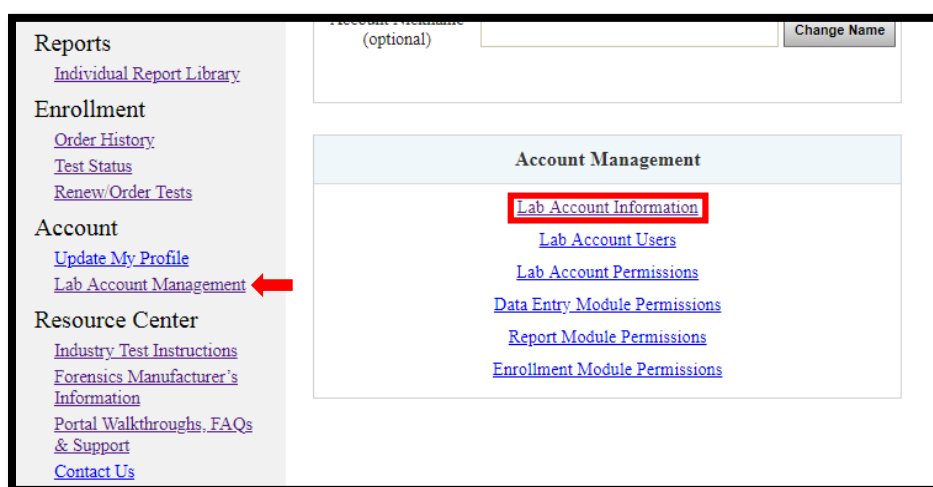 Reports
Individual Report Library
Enrollment
Order History
Test Status
Renew/Order Tests
Account
Update My Profile
Lab Account Management
Resource Center
Industry Test Instructions
Forensics Manufacturer's
Information
Portal Walkthroughs, FAQs
& Support
Contact Us
Account Nickname
(optional)
Change Name
Account Management
Lab Account Information
Lab Account Users
Lab Account Permissions
Data Entry Module Permissions
Report Module Permissions
Enrollment Module Permissions